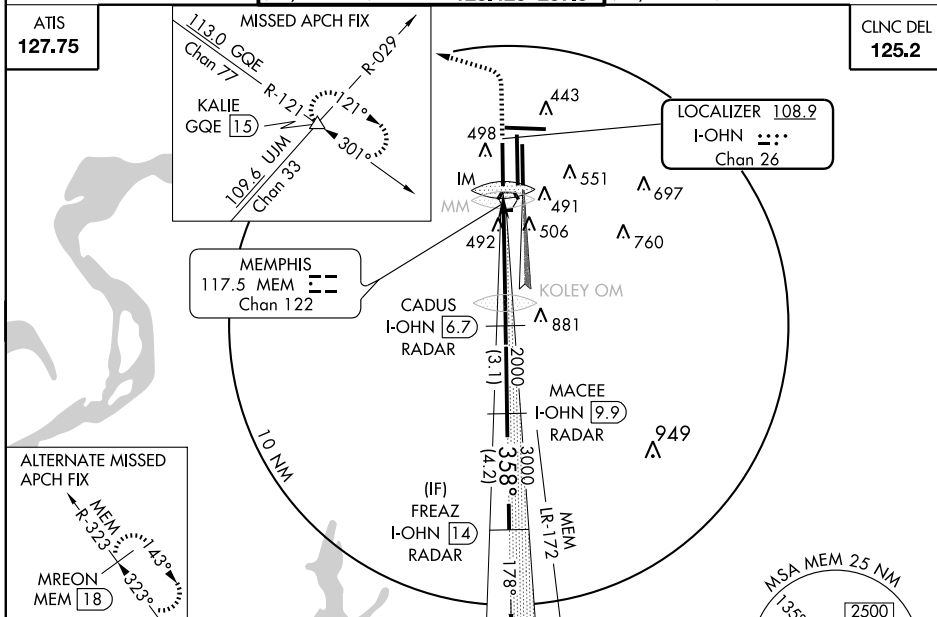 ATIS
127.75
MISSED APCH FIX
113.0 GQE
Chan 77
R-121
R-029
KALIE
GQE 15
121°
301°
109.6 UJM
Chan 33
CLNC DEL
125.2
LOCALIZER 108.9
I-OHN
Chan 26
443
498
551
697
IM
MM
491
492
506
760
MEMPHIS
117.5 MEM
Chan 122
KOLEY OM
CADUS
I-OHN 6.7
RADAR
881
2000
(3.1)
MACEE
I-OHN 9.9
RADAR
949
10 NM
3000
358°
(4.2)
(IF)
FREAZ
I-OHN 14
RADAR
MEM
LR-172
178°
ALTERNATE MISSED
APCH FIX
MEM
R-323
143°
323°
MREON
MEM 18
MSA MEM 25 NM
2500